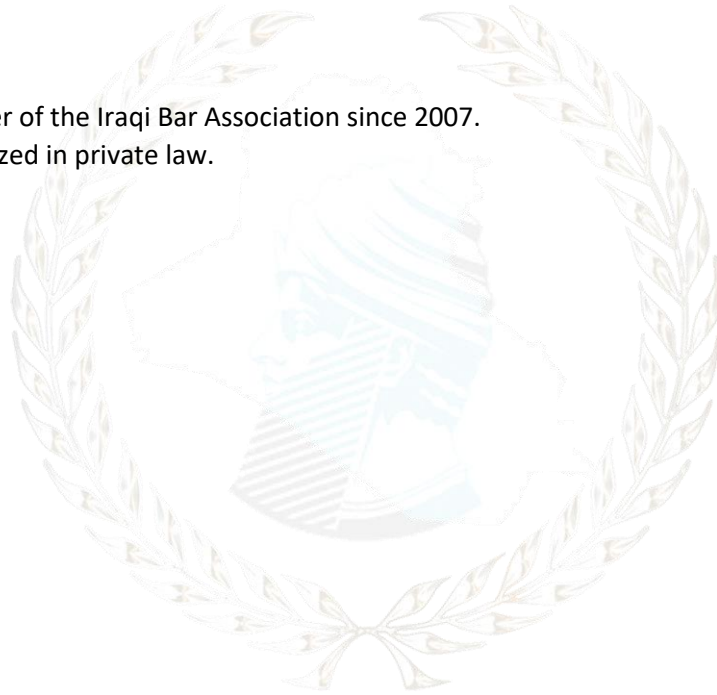 er of the Iraqi Bar Association since 2007.
zed in private law.